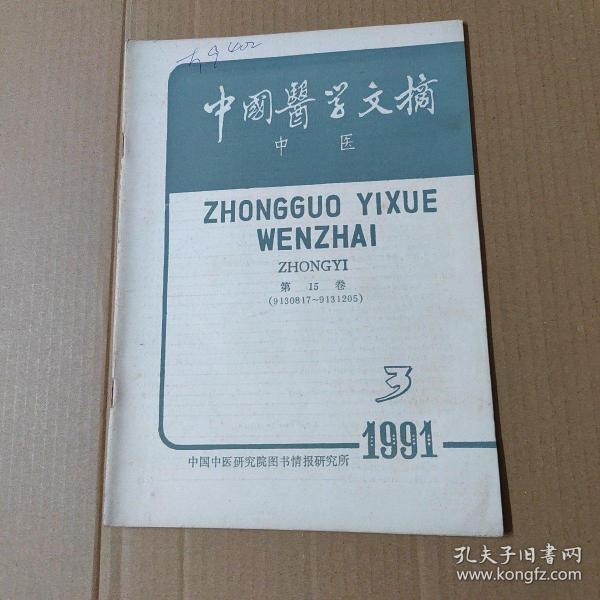 中國醫学文摘
中医
ZHONGGUO YIXUE
WENZHAI
ZHONGYI
第 15 卷
(9130817~9131205)
3
1991
中国中医研究院图书情报研究所
孔夫子旧书网
www.kongfz.com